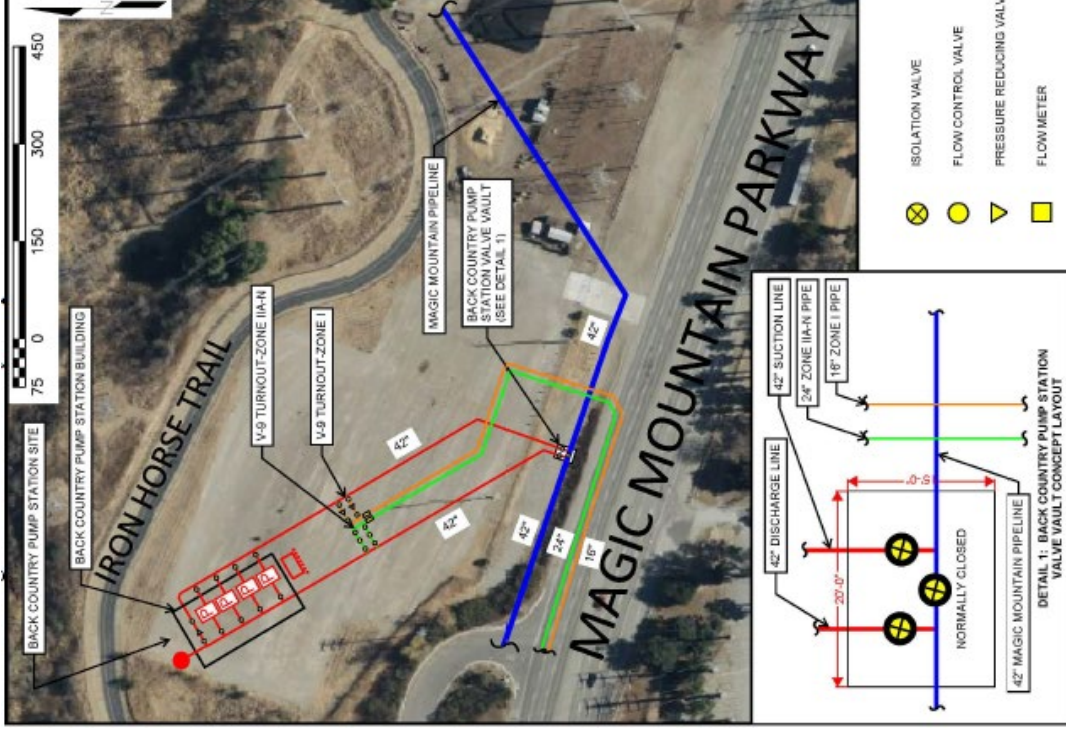 75 0 150 300 450
N
BACK COUNTRY PUMP STATION SITE
BACK COUNTRY PUMP STATION BUILDING
IRON HORSE TRAIL
V-9 TURNOUT-ZONE IIA-N
V-9 TURNOUT-ZONE I
MAGIC MOUNTAIN PIPELINE
BACK COUNTRY PUMP
STATION VALVE VAULT
(SEE DETAIL 1)
P
P
P
P
42"
42"
42"
42"
24"
16"
MAGIC MOUNTAIN PARKWAY
42" DISCHARGE LINE
42" SUCTION LINE
24" ZONE IIA-N PIPE
16" ZONE I PIPE
20'-0"
15'-0"
NORMALLY CLOSED
42" MAGIC MOUNTAIN PIPELINE
DETAIL 1: BACK COUNTRY PUMP STATION
VALVE VAULT CONCEPT LAYOUT
ISOLATION VALVE
FLOW CONTROL VALVE
PRESSURE REDUCING VALV
FLOW METER